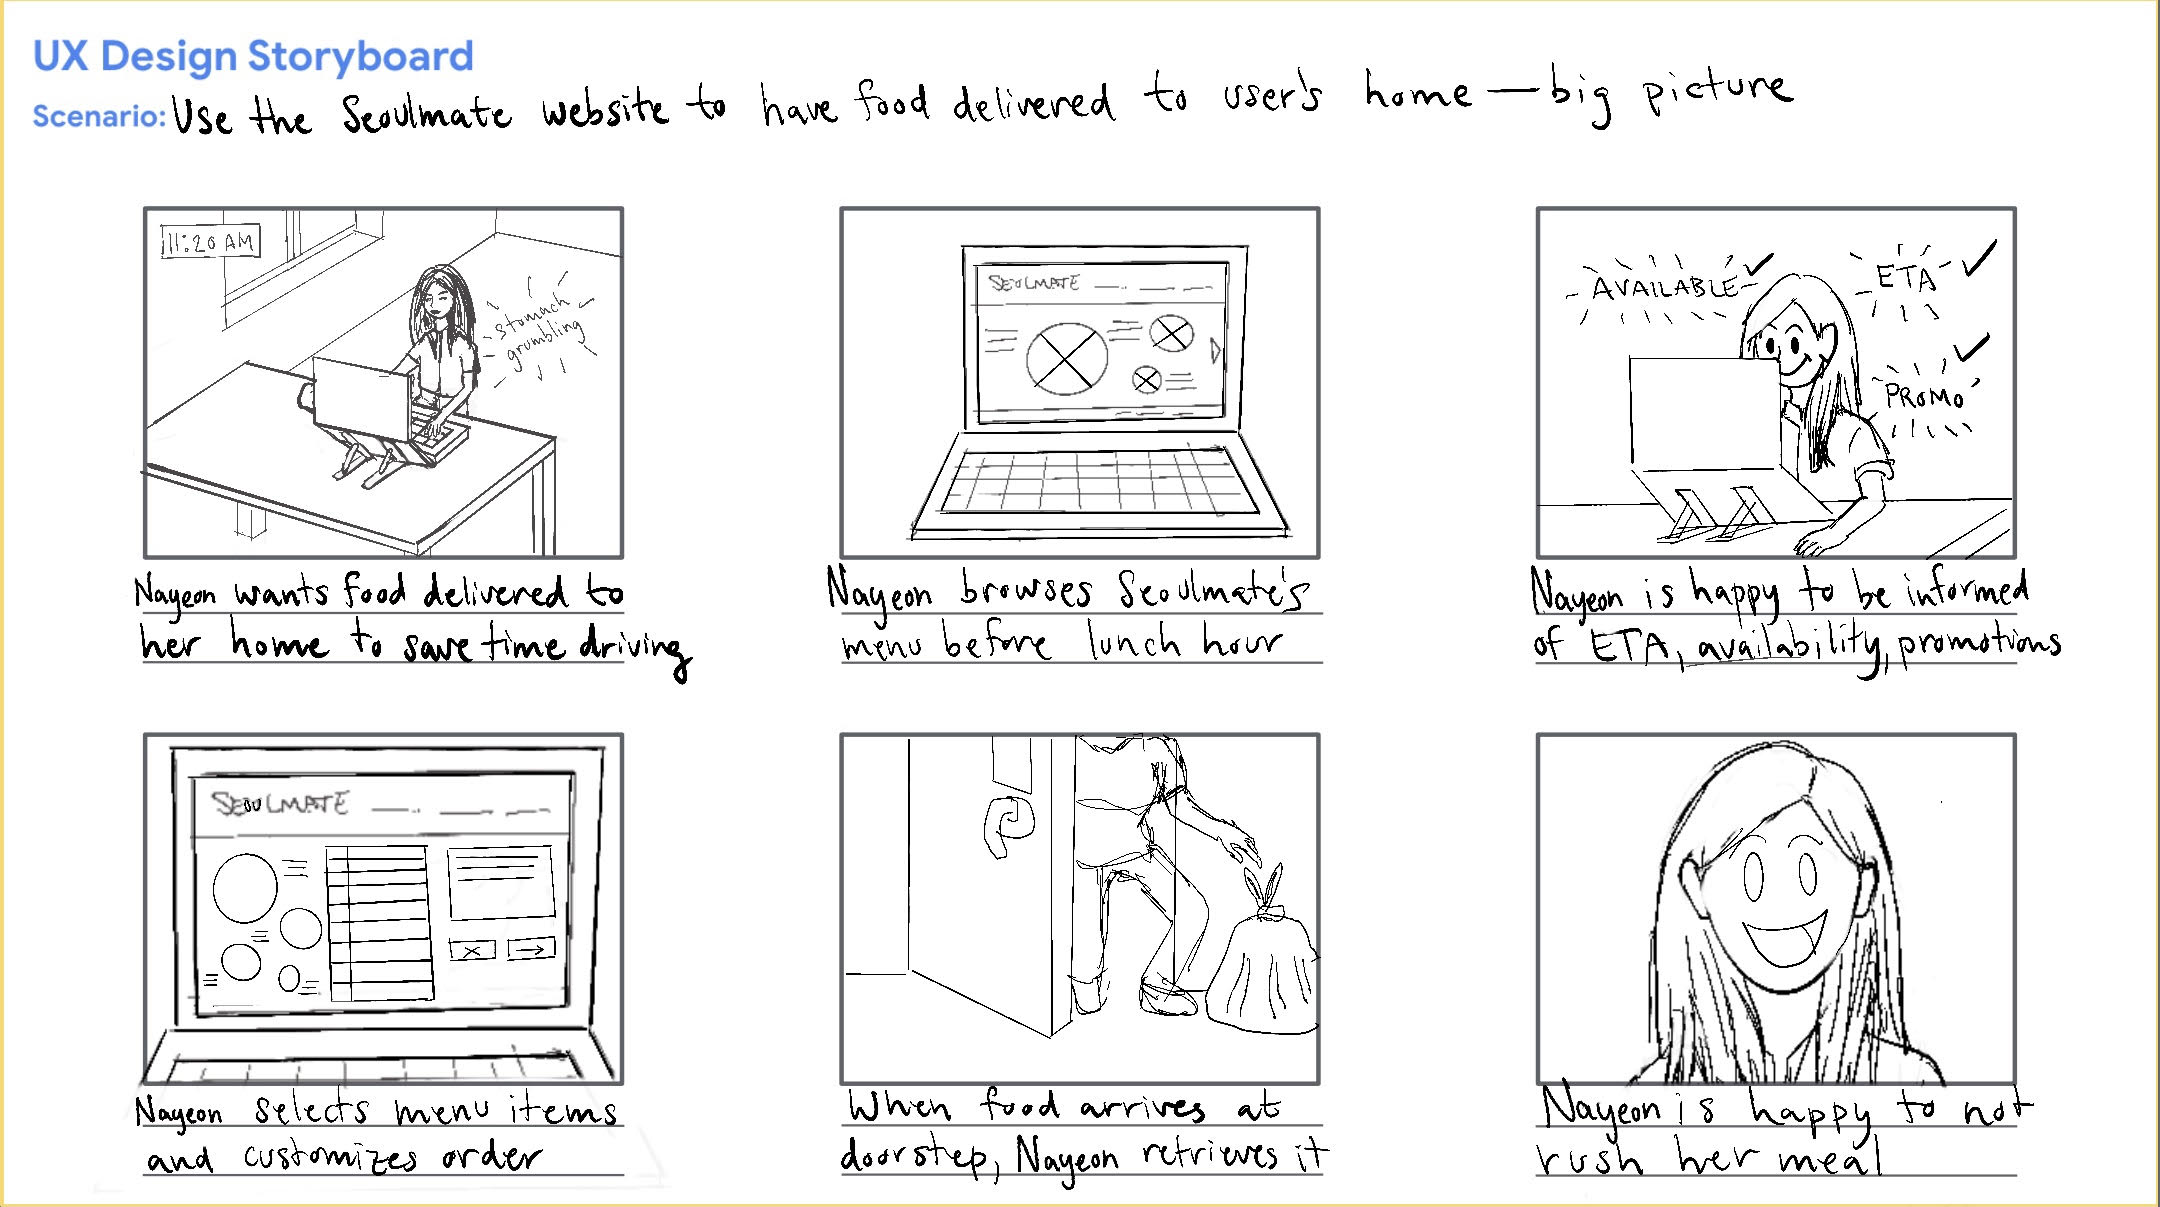 UX Design Storyboard
Scenario: Use the Seoulmate website to have food delivered to user's home — big picture
11:20 AM
stomach
grumbling
SEOULMATE
AVAILABLE ✓
ETA ✓
PROMO ✓
Nayeon wants food delivered to
her home to save time driving
Nayeon browses Seoulmate's
menu before lunch hour
Nayeon is happy to be informed
of ETA, availability, promotions
SEOULMATE
Nayeon selects menu items
and customizes order
When food arrives at
doorstep, Nayeon retrieves it
Nayeon is happy to not
rush her meal